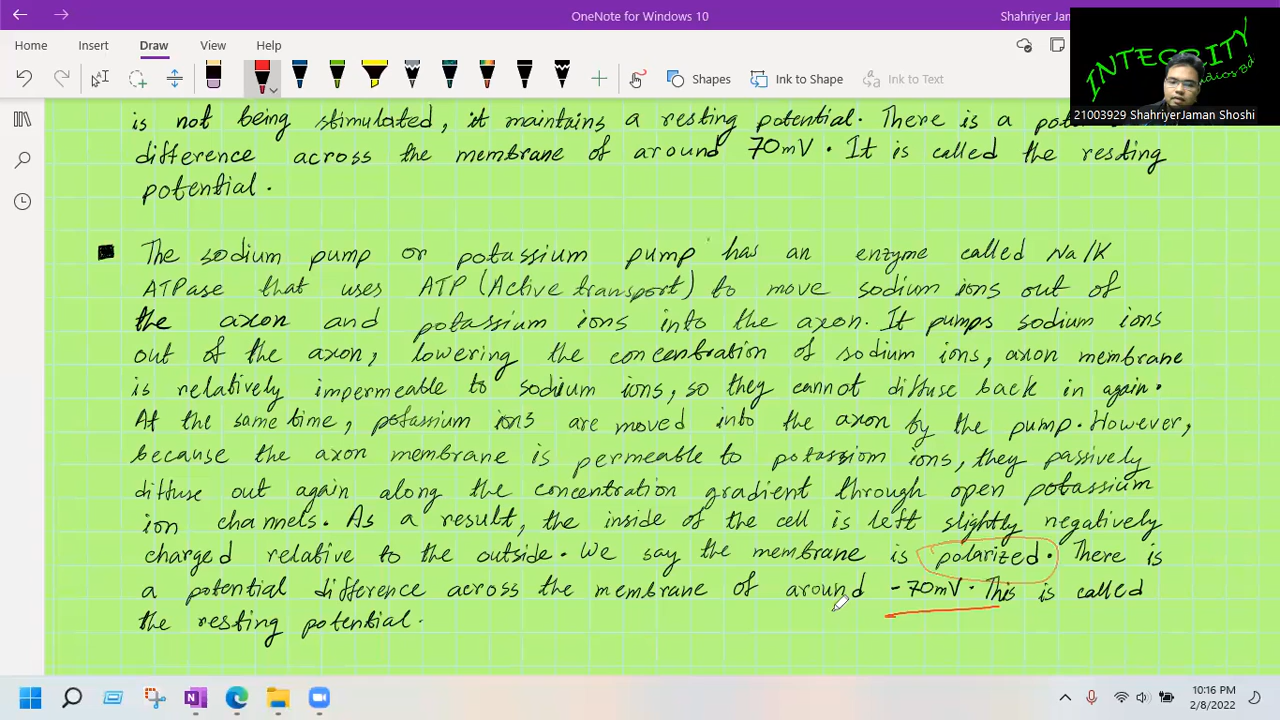 OneNote for Windows 10
Shahriyer Jaman
Home Insert Draw View Help
Shapes Ink to Shape Ink to Text
INTEGRITY
Studios Bd
21003929 ShahriyerJaman Shoshi
is not being stimulated, it maintains a resting potential. There is a
difference across the membrane of around 70mV. It is called the resting
potential.
The sodium pump or potassium pump has an enzyme called Na/K
ATPase that uses ATP (Active transport) to move sodium ions out of
the axon and potassium ions into the axon. It pumps sodium ions
out of the axon, lowering the concentration of sodium ions, axon membrane
is relatively impermeable to sodium ions, so they cannot diffuse back in again.
At the same time, potassium ions are moved into the axon by the pump. However,
because the axon membrane is permeable to potassiom ions, they passively
diffuse out again along the concentration gradient through open potassium
ion channels. As a result, the inside of the cell is left slightly negatively
charged relative to the outside. We say the membrane is polarized. There is
a potential difference across the membrane of around -70mV. This is called
the resting potential.
10:16 PM
2/8/2022